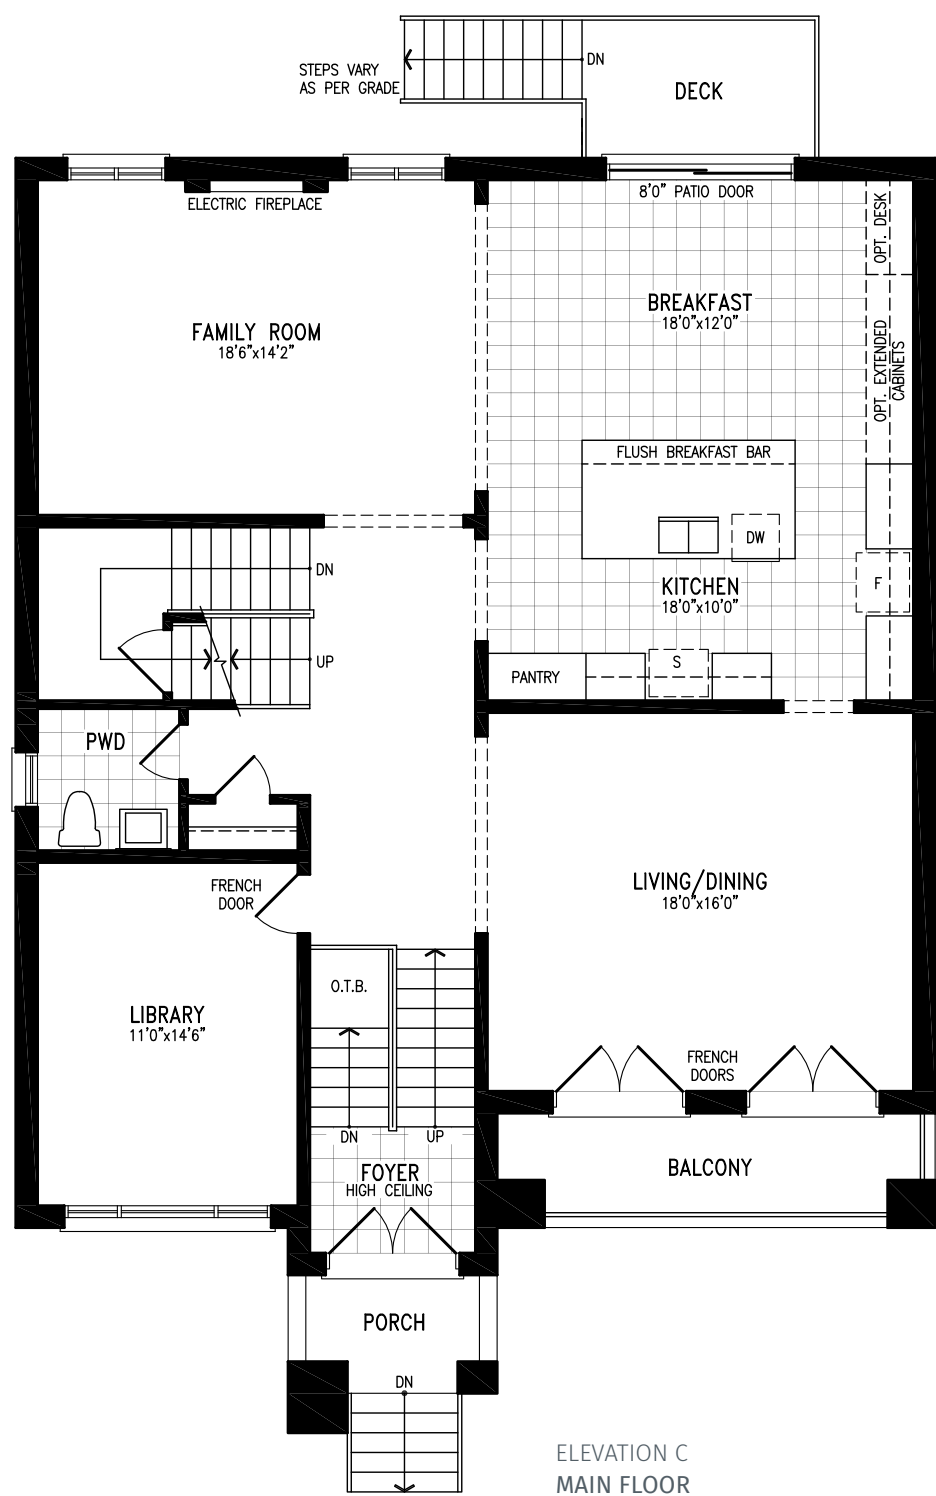 STEPS VARY
AS PER GRADE
DN
DECK
ELECTRIC FIREPLACE
8'0" PATIO DOOR
OPT. DESK
FAMILY ROOM
18'6"x14'2"
BREAKFAST
18'0"x12'0"
OPT. EXTENDED
CABINETS
FLUSH BREAKFAST BAR
DW
DN
KITCHEN
18'0"x10'0"
F
UP
PANTRY
S
PWD
FRENCH
DOOR
LIVING/DINING
18'0"x16'0"
O.T.B.
LIBRARY
11'0"x14'6"
FRENCH
DOORS
DN
UP
FOYER
HIGH CEILING
BALCONY
PORCH
DN
ELEVATION C
MAIN FLOOR